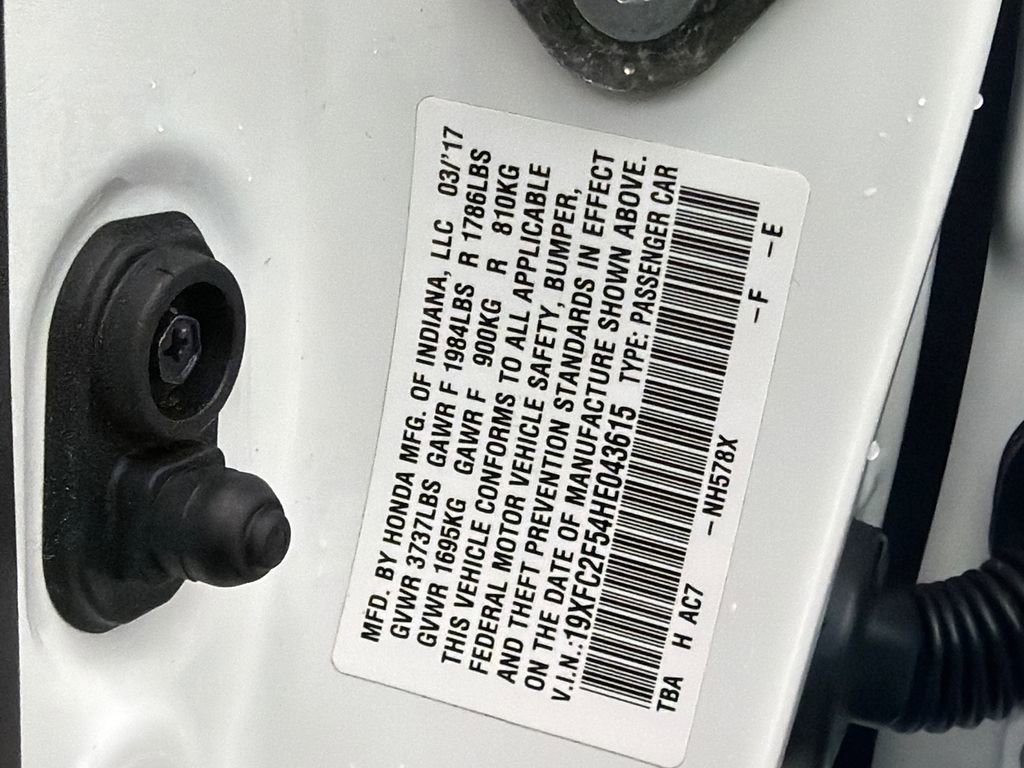 MFD. BY HONDA MFG. OF INDIANA, LLC 03/'17
GVWR 3737LBS GAWR F 1984LBS R 1786LBS
GVWR 1695KG GAWR F 900KG R 810KG
THIS VEHICLE CONFORMS TO ALL APPLICABLE
FEDERAL MOTOR VEHICLE SAFETY, BUMPER,
AND THEFT PREVENTION STANDARDS IN EFFECT
ON THE DATE OF MANUFACTURE SHOWN ABOVE.
V.I.N.:19XFC2F54HE043615 TYPE: PASSENGER CAR
TBA H AC7 –NH578X –F –E